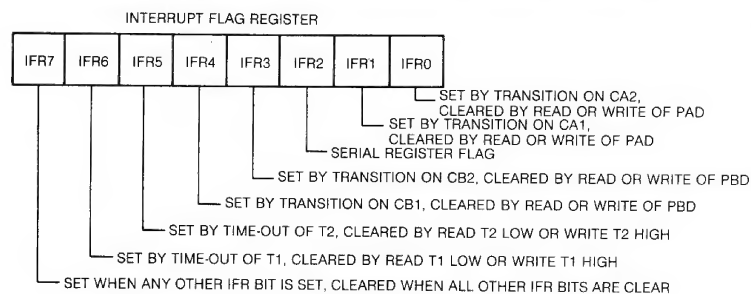 INTERRUPT FLAG REGISTER
IFR7 IFR6 IFR5 IFR4 IFR3 IFR2 IFR1 IFR0
SET BY TRANSITION ON CA2,
CLEARED BY READ OR WRITE OF PAD
SET BY TRANSITION ON CA1,
CLEARED BY READ OR WRITE OF PAD
SERIAL REGISTER FLAG
SET BY TRANSITION ON CB2, CLEARED BY READ OR WRITE OF PBD
SET BY TRANSITION ON CB1, CLEARED BY READ OR WRITE OF PBD
SET BY TIME-OUT OF T2, CLEARED BY READ T2 LOW OR WRITE T2 HIGH
SET BY TIME-OUT OF T1, CLEARED BY READ T1 LOW OR WRITE T1 HIGH
SET WHEN ANY OTHER IFR BIT IS SET, CLEARED WHEN ALL OTHER IFR BITS ARE CLEAR